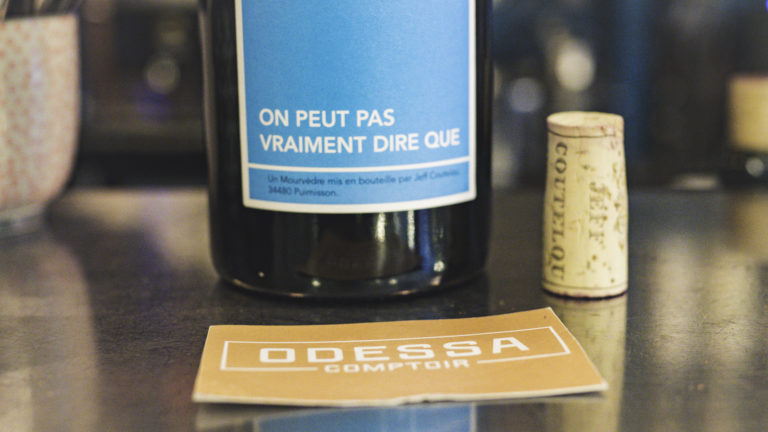 ON PEUT PAS
VRAIMENT DIRE QUE
Un Mourvèdre mis en bouteille par Jeff Coutelou
34480 Puimisson.
JEFF
COUTELOU
ODESSA
COMPTOIR